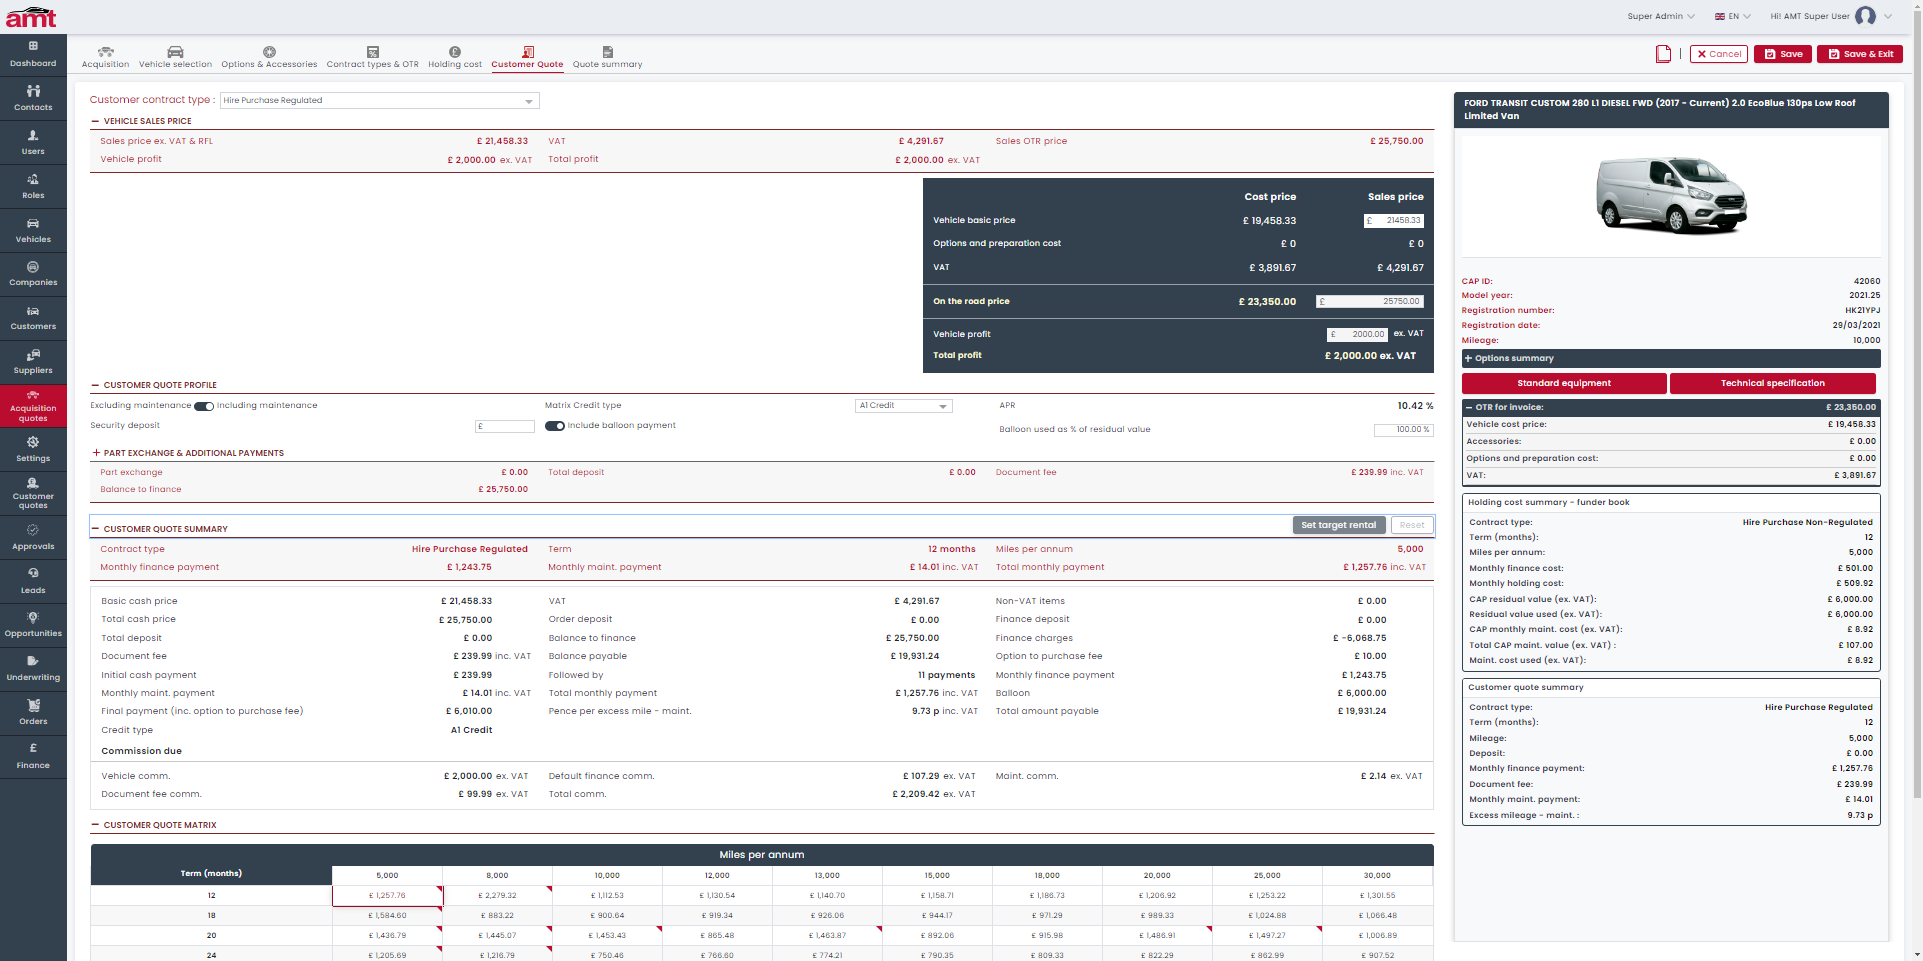 amt
Super Admin
EN
Hi! AMT Super User
Dashboard
Contacts
Users
Roles
Vehicles
Companies
Customers
Suppliers
Acquisition quotes
Settings
Customer quotes
Approvals
Leads
Opportunities
Underwriting
Orders
Finance
Acquisition
Vehicle selection
Options & Accessories
Contract types & OTR
Holding cost
Customer Quote
Quote summary
Cancel
Save
Save & Exit
Customer contract type : Hire Purchase Regulated
VEHICLE SALES PRICE
Sales price ex. VAT & RFL £ 21,458.33 VAT £ 4,291.67 Sales OTR price £ 25,750.00
Vehicle profit £ 2,000.00 ex. VAT Total profit £ 2,000.00 ex. VAT
Cost price Sales price
Vehicle basic price £ 19,458.33 £ 21458.33
Options and preparation cost £ 0 £ 0
VAT £ 3,891.67 £ 4,291.67
On the road price £ 23,350.00 £ 25750.00
Vehicle profit £ 2000.00 ex. VAT
Total profit £ 2,000.00 ex. VAT
CUSTOMER QUOTE PROFILE
Excluding maintenance Including maintenance Matrix Credit type A1 Credit APR 10.42 %
Security deposit £ Include balloon payment Balloon used as % of residual value 100.00 %
PART EXCHANGE & ADDITIONAL PAYMENTS
Part exchange £ 0.00 Total deposit £ 0.00 Document fee £ 239.99 inc. VAT
Balance to finance £ 25,750.00
CUSTOMER QUOTE SUMMARY Set target rental Reset
Contract type Hire Purchase Regulated Term 12 months Miles per annum 5,000
Monthly finance payment £ 1,243.75 Monthly maint. payment £ 14.01 inc. VAT Total monthly payment £ 1,257.76 inc. VAT
Basic cash price £ 21,458.33 VAT £ 4,291.67 Non-VAT items £ 0.00
Total cash price £ 25,750.00 Order deposit £ 0.00 Finance deposit £ 0.00
Total deposit £ 0.00 Balance to finance £ 25,750.00 Finance charges £ -6,068.75
Document fee £ 239.99 inc. VAT Balance payable £ 19,931.24 Option to purchase fee £ 10.00
Initial cash payment £ 239.99 Followed by 11 payments Monthly finance payment £ 1,243.75
Monthly maint. payment £ 14.01 inc. VAT Total monthly payment £ 1,257.76 inc. VAT Balloon £ 6,000.00
Final payment (inc. option to purchase fee) £ 6,010.00 Pence per excess mile - maint. 9.73 p inc. VAT Total amount payable £ 19,931.24
Credit type A1 Credit
Commission due
Vehicle comm. £ 2,000.00 ex. VAT Default finance comm. £ 107.29 ex. VAT Maint. comm. £ 2.14 ex. VAT
Document fee comm. £ 99.99 ex. VAT Total comm. £ 2,209.42 ex. VAT
CUSTOMER QUOTE MATRIX
Miles per annum
Term (months) 5,000 8,000 10,000 12,000 13,000 15,000 18,000 20,000 25,000 30,000
12 £ 1,257.76 £ 2,279.32 £ 1,112.53 £ 1,130.54 £ 1,140.70 £ 1,158.71 £ 1,186.73 £ 1,206.92 £ 1,253.22 £ 1,301.55
18 £ 1,584.60 £ 883.22 £ 900.64 £ 919.34 £ 926.06 £ 944.17 £ 971.29 £ 989.33 £ 1,024.88 £ 1,066.48
20 £ 1,436.79 £ 1,445.07 £ 1,453.43 £ 865.48 £ 1,463.87 £ 892.06 £ 915.98 £ 1,486.91 £ 1,497.27 £ 1,006.89
24 £ 1,205.69 £ 1,216.79 £ 750.46 £ 766.60 £ 774.21 £ 790.35 £ 809.33 £ 822.29 £ 862.99 £ 907.52
FORD TRANSIT CUSTOM 280 L1 DIESEL FWD (2017 - Current) 2.0 EcoBlue 130ps Low Roof
Limited Van
CAP ID: 42060
Model year: 2021.25
Registration number: HK21YPJ
Registration date: 29/03/2021
Mileage: 10,000
Options summary
Standard equipment
Technical specification
OTR for invoice: £ 23,350.00
Vehicle cost price: £ 19,458.33
Accessories: £ 0.00
Options and preparation cost: £ 0.00
VAT: £ 3,891.67
Holding cost summary - funder book
Contract type: Hire Purchase Non-Regulated
Term (months): 12
Miles per annum: 5,000
Monthly finance cost: £ 501.00
Monthly holding cost: £ 509.92
CAP residual value (ex. VAT): £ 6,000.00
Residual value used (ex. VAT): £ 6,000.00
CAP monthly maint. cost (ex. VAT): £ 8.92
Total CAP maint. value (ex. VAT) : £ 107.00
Maint. cost used (ex. VAT): £ 8.92
Customer quote summary
Contract type: Hire Purchase Regulated
Term (months): 12
Mileage: 5,000
Deposit: £ 0.00
Monthly finance payment: £ 1,257.76
Document fee: £ 239.99
Monthly maint. payment: £ 14.01
Excess mileage - maint. : 9.73 p